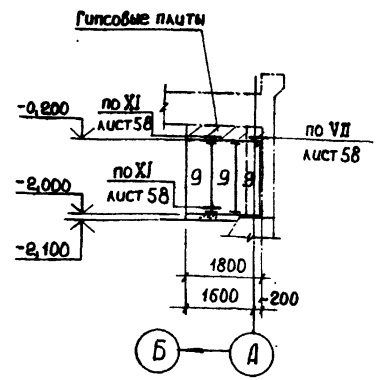 Гипсовые плиты
-0,200
по XI
лист 58
по VII
лист 58
-2,000
по XI
лист 58
9 9 9
-2,100
1800
1600
200
Б
А